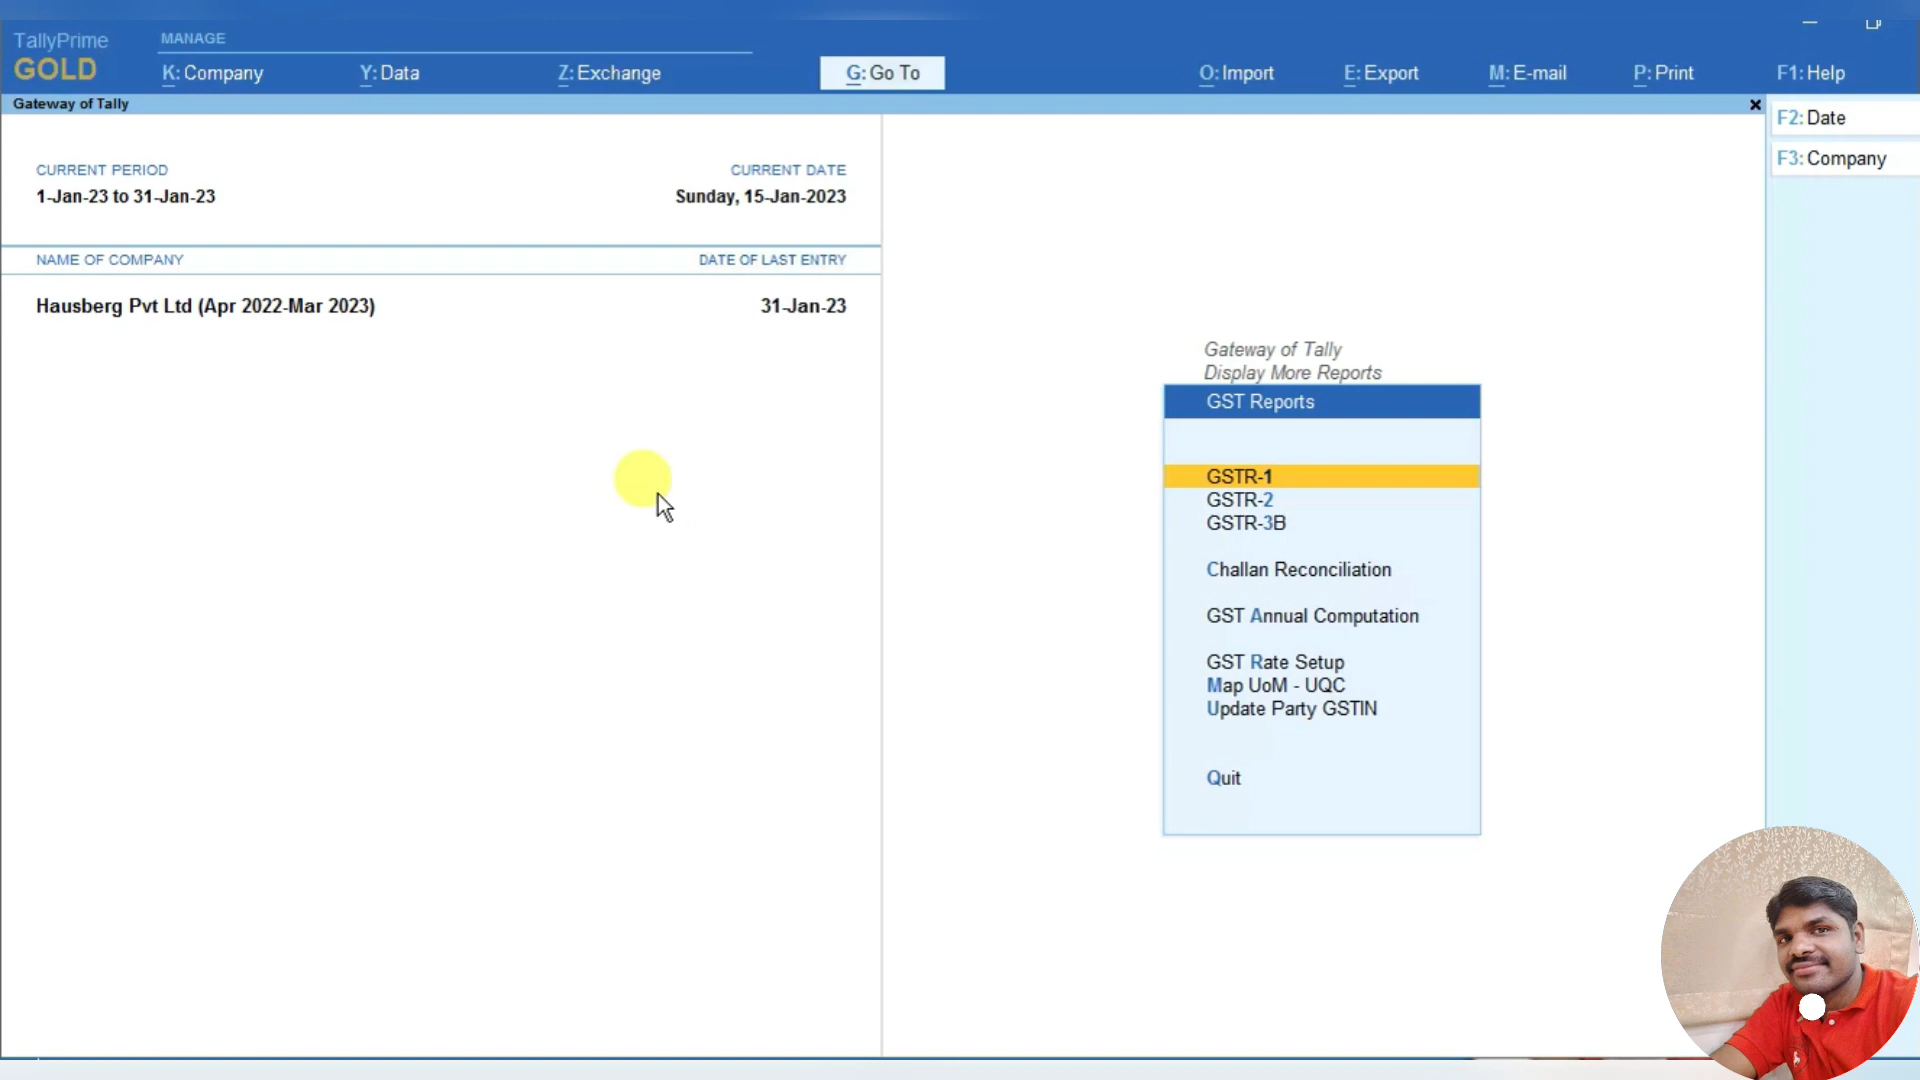 TallyPrime
GOLD
MANAGE
K: Company
Y: Data
Z: Exchange
G: Go To
O: Import
E: Export
M: E-mail
P: Print
F1: Help
Gateway of Tally
F2: Date
F3: Company
CURRENT PERIOD
CURRENT DATE
1-Jan-23 to 31-Jan-23
Sunday, 15-Jan-2023
NAME OF COMPANY
DATE OF LAST ENTRY
Hausberg Pvt Ltd (Apr 2022-Mar 2023)
31-Jan-23
Gateway of Tally
Display More Reports
GST Reports
GSTR-1
GSTR-2
GSTR-3B
Challan Reconciliation
GST Annual Computation
GST Rate Setup
Map UoM - UQC
Update Party GSTIN
Quit